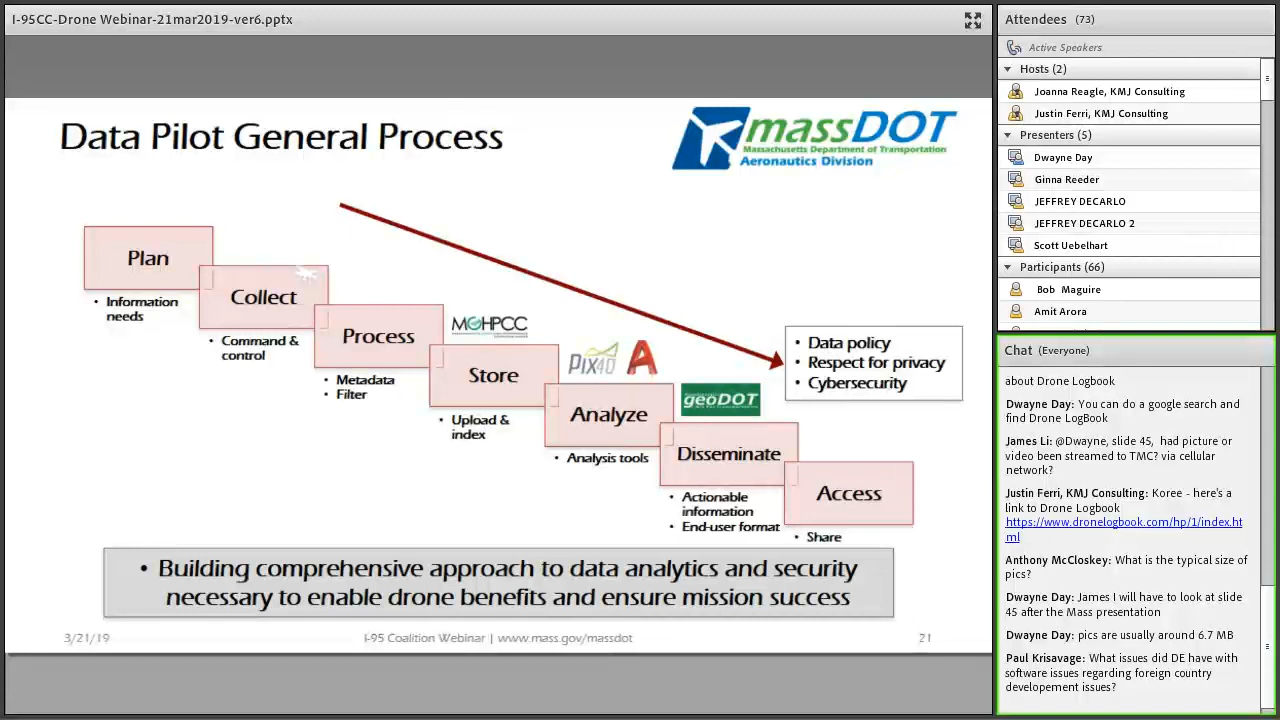 I-95CC-Drone Webinar-21mar2019-ver6.pptx
Data Pilot General Process
massDOT
Massachusetts Department of Transportation
Aeronautics Division
Plan
• Information
needs
Collect
• Command &
control
Process
• Metadata
• Filter
MGHPCC
Store
• Upload &
index
Pix4D
Analyze
• Analysis tools
geoDOT
Disseminate
• Actionable
information
• End-user format
Access
• Share
• Data policy
• Respect for privacy
• Cybersecurity
• Building comprehensive approach to data analytics and security
necessary to enable drone benefits and ensure mission success
3/21/19
I-95 Coalition Webinar | www.mass.gov/massdot
21
Attendees (73)
Active Speakers
Hosts (2)
Joanna Reagle, KMJ Consulting
Justin Ferri, KMJ Consulting
Presenters (5)
Dwayne Day
Ginna Reeder
JEFFREY DECARLO
JEFFREY DECARLO 2
Scott Uebelhart
Participants (66)
Bob Maguire
Amit Arora
Chat (Everyone)
about Drone Logbook
Dwayne Day: You can do a google search and
find Drone LogBook
James Li: @Dwayne, slide 45, had picture or
video been streamed to TMC? via cellular
network?
Justin Ferri, KMJ Consulting: Koree - here's a
link to Drone Logbook
https://www.dronelogbook.com/hp/1/index.ht
ml
Anthony McCloskey: What is the typical size of
pics?
Dwayne Day: James I will have to look at slide
45 after the Mass presentation
Dwayne Day: pics are usually around 6.7 MB
Paul Krisavage: What issues did DE have with
software issues regarding foreign country
developement issues?